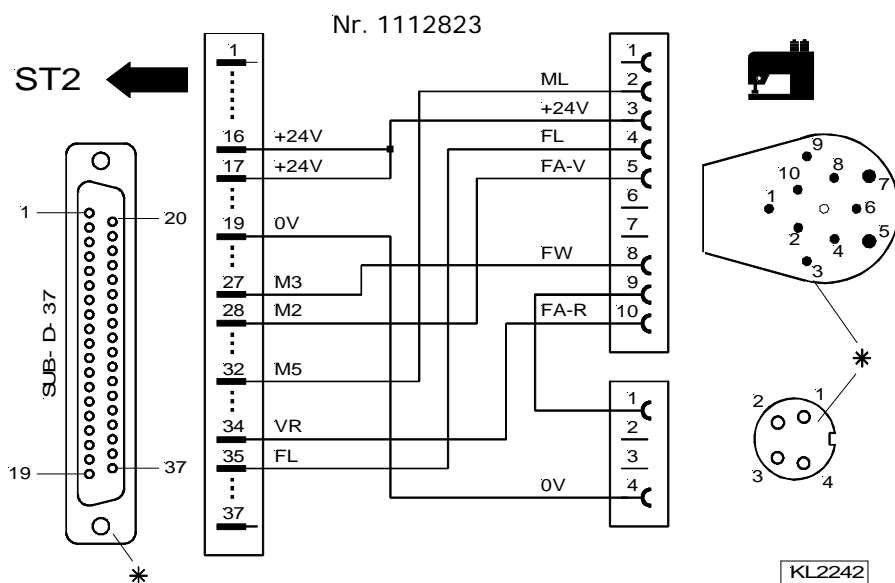 Nr. 1112823
ST2
1
16 +24V
17 +24V
19 0V
27 M3
28 M2
32 M5
34 VR
35 FL
37
1
ML 2
+24V 3
FL 4
FA-V 5
6
7
FW 8
9
FA-R 10
1
2
3
0V 4
1
20
SUB-D-37
19
37
9
10
8
7
1
6
2
4
5
3
2
1
3
4
KL2242